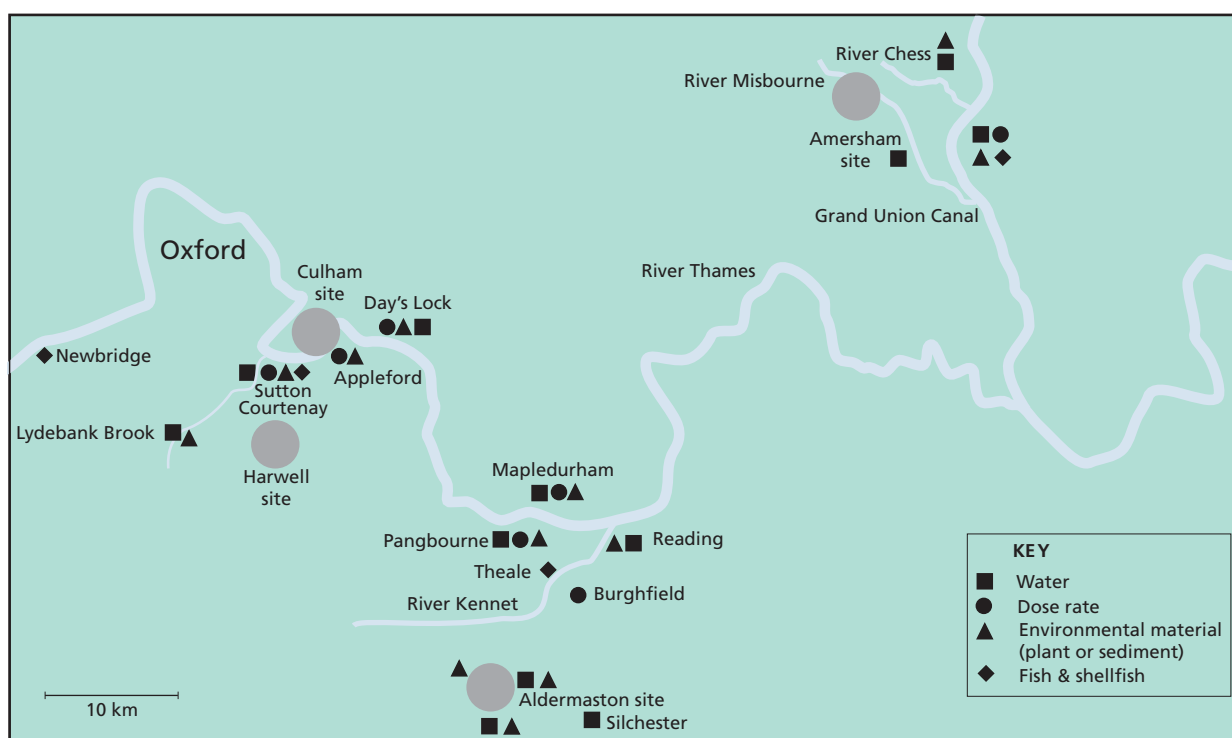 River Chess
River Misbourne
Amersham
site
Grand Union Canal
Oxford
River Thames
Culham
site
Day's Lock
Newbridge
Appleford
Sutton
Courtenay
Lydebank Brook
Harwell
site
Mapledurham
Pangbourne
Reading
Theale
Burghfield
River Kennet
Aldermaston site
Silchester
10 km
KEY
Water
Dose rate
Environmental material
(plant or sediment)
Fish & shellfish